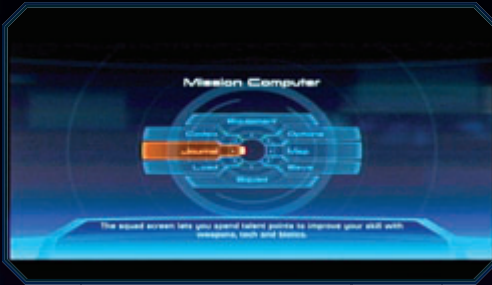 Mission Computer
Equipment
Codex
Options
Journal
Map
Load
Save
Squad
The squad screen lets you spend talent points to improve your skill with
weapons, tech and biotics.